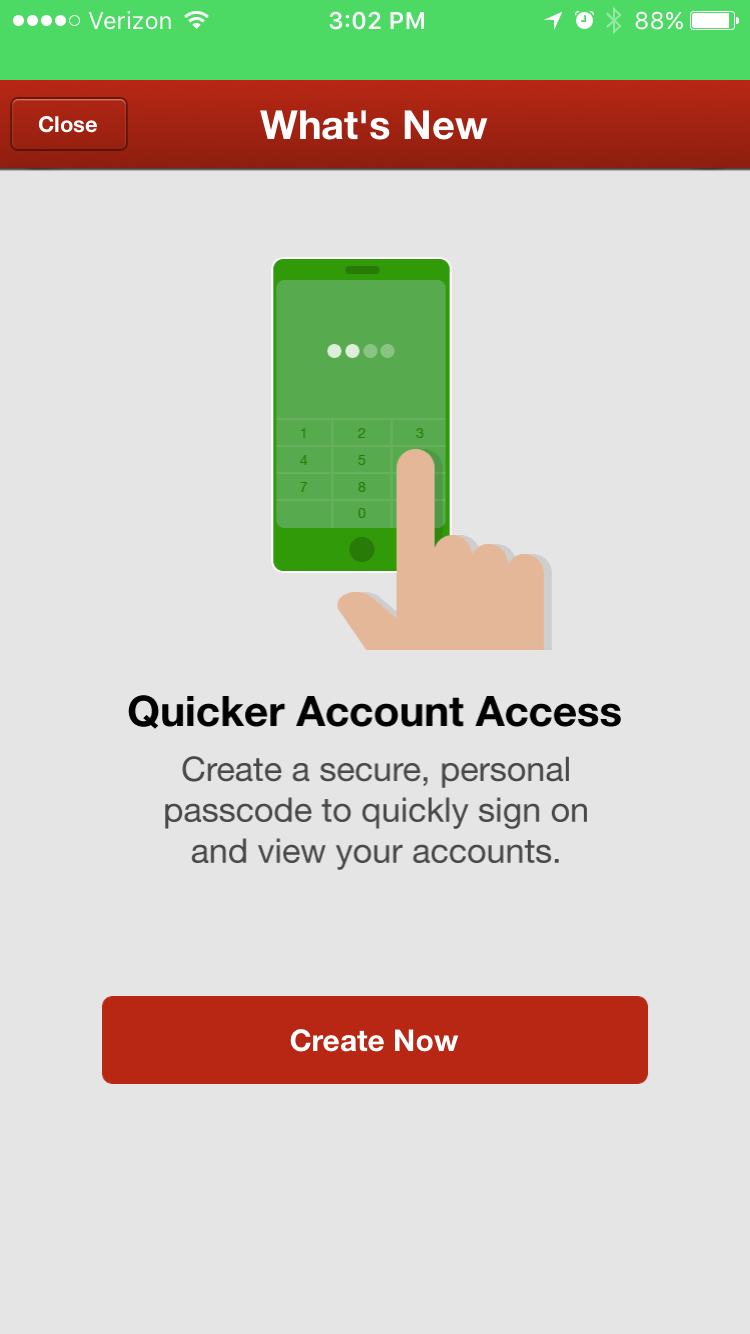 Verizon 3:02 PM 88%
Close What's New
1 2 3
4 5
7 8
0
Quicker Account Access
Create a secure, personal
passcode to quickly sign on
and view your accounts.
Create Now